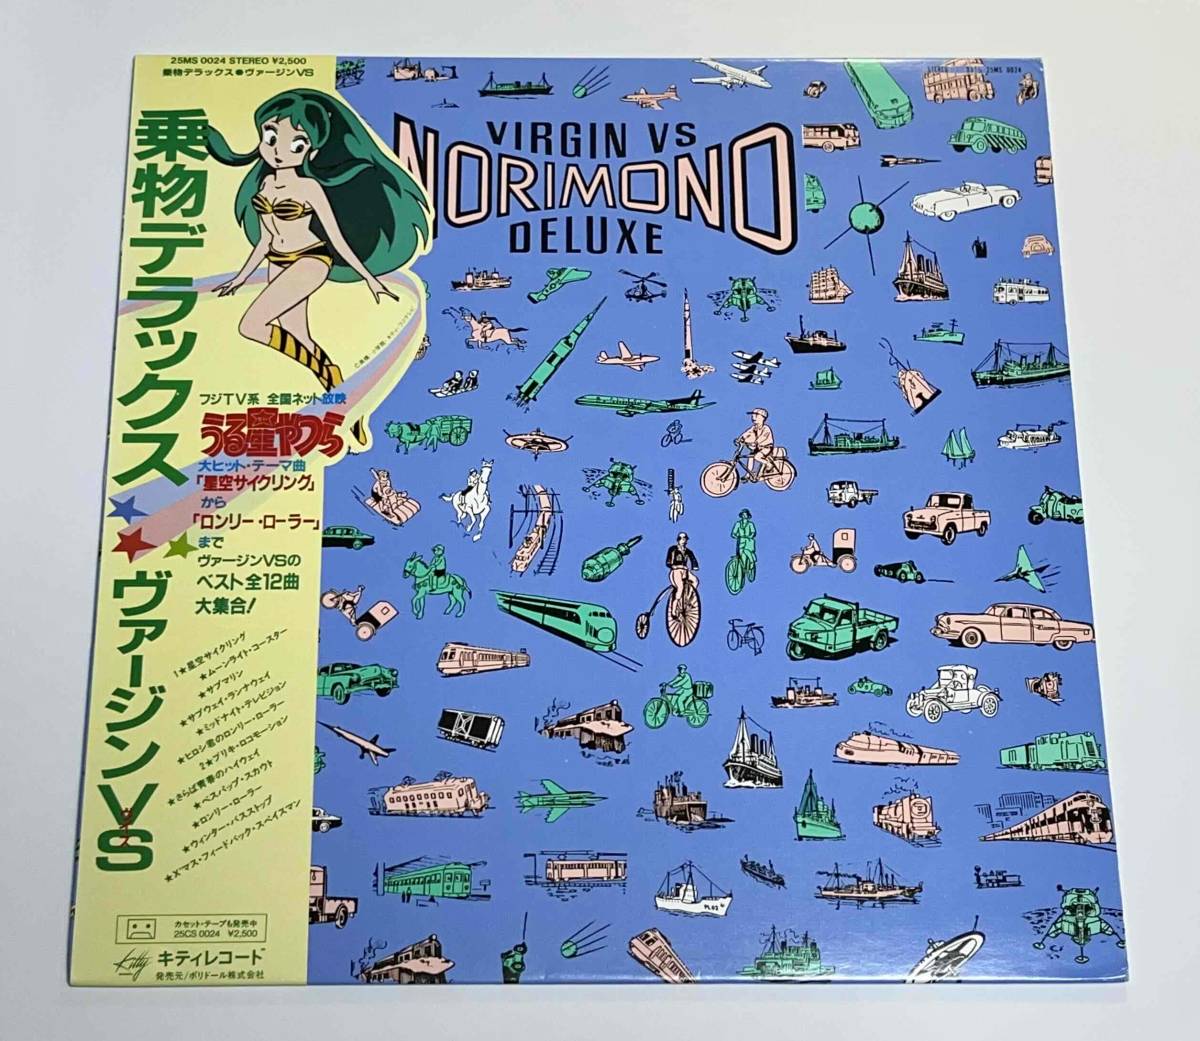 25MS 0024 STEREO ¥2,500
乗物デラックス●ヴァージンVS
乗物デラックス
ヴァージンVS
ヴイズ
フジTV系 全国ネット放映
うる星やつら
大ヒット・テーマ曲
「星空サイクリング」
から
「ロンリー・ローラー」
まで
ヴァージンVSの
ベスト全12曲
大集合!
1★星空サイクリング
★ムーンライト・コースター
★サブマリン
★サブウェイ・ランナウェイ
★ミッドナイト・テレビジョン
★ヒロシ君のロンリー・ローラー
2★ブリキ・ロコモーション
★さらば青春のハイウェイ
★ベスパップ・スカウト
★ロンリー・ローラー
★ウィンター・バスストップ
★X'マス・フィードバック・スペイスマン
カセット・テープも発売中
25CS 0024 ¥2,500
Kitty キティレコード
発売元/ポリドール株式会社
VIRGIN VS
NORIMONO
DELUXE
25MS 0024